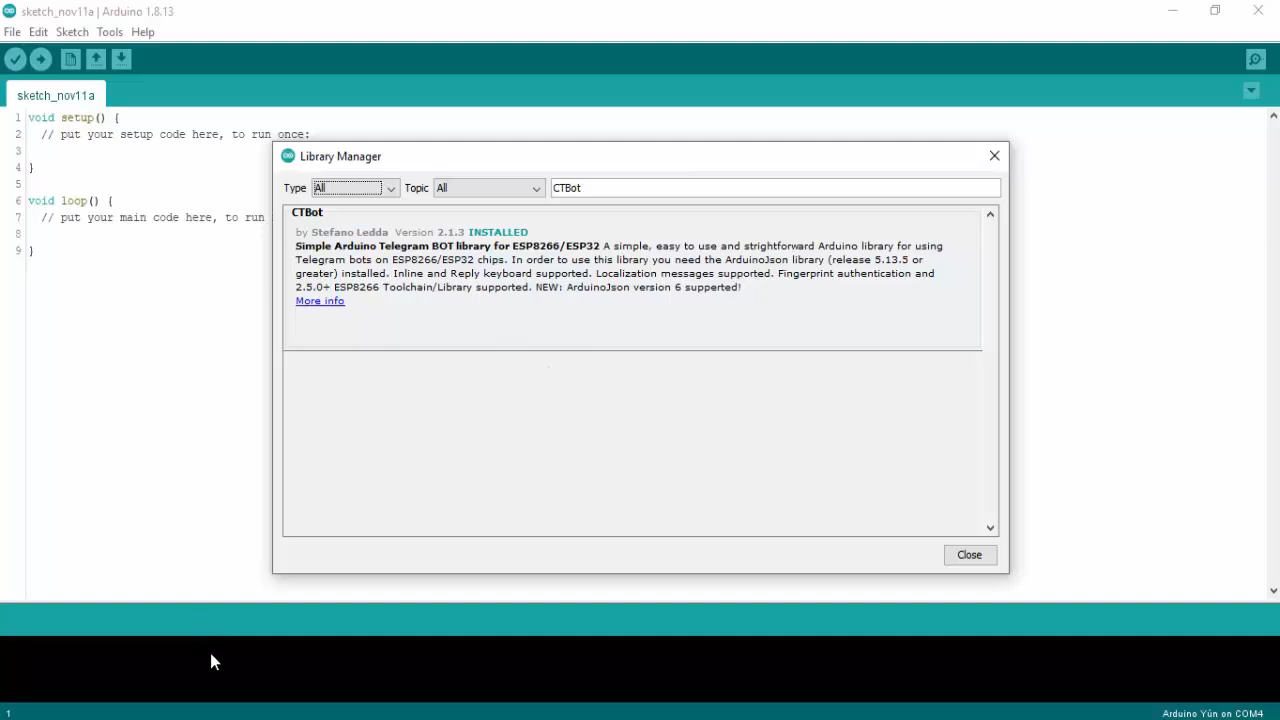 sketch_nov11a | Arduino 1.8.13
File Edit Sketch Tools Help
sketch_nov11a
1 void setup() {
2 // put your setup code here, to run once:
3
4 }
5
6 void loop() {
7 // put your main code here, to run
8
9 }
Library Manager
Type All Topic All CTBot
CTBot
by Stefano Ledda Version 2.1.3 INSTALLED
Simple Arduino Telegram BOT library for ESP8266/ESP32 A simple, easy to use and strightforward Arduino library for using
Telegram bots on ESP8266/ESP32 chips. In order to use this library you need the ArduinoJson library (release 5.13.5 or
greater) installed. Inline and Reply keyboard supported. Localization messages supported. Fingerprint authentication and
2.5.0+ ESP8266 Toolchain/Library supported. NEW: ArduinoJson version 6 supperted!
More info
Close
1 Arduino Yún on COM4